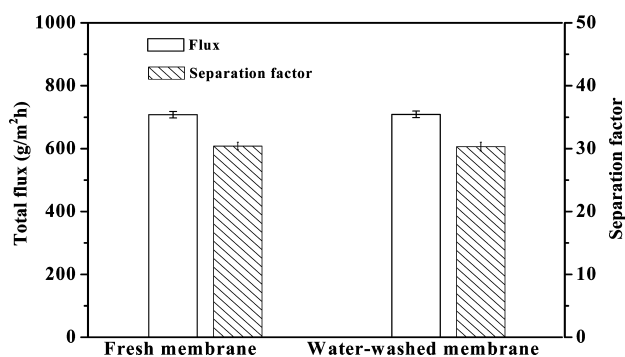 1000
800
600
400
200
0
Total flux (g/m²h)
Flux
Separation factor
50
40
30
20
10
0
Separation factor
Fresh membrane
Water-washed membrane